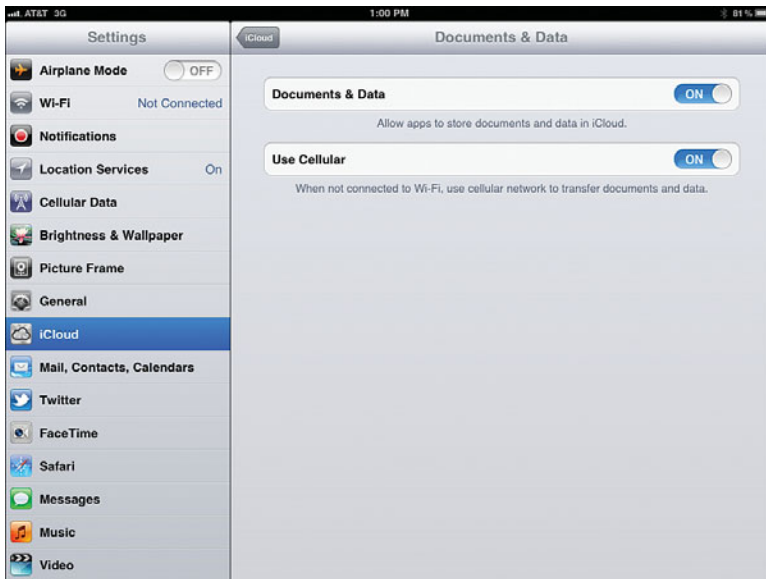 AT&T 3G 1:00 PM 81%
Settings
Airplane Mode OFF
Wi-Fi Not Connected
Notifications
Location Services On
Cellular Data
Brightness & Wallpaper
Picture Frame
General
iCloud
Mail, Contacts, Calendars
Twitter
FaceTime
Safari
Messages
Music
Video
iCloud Documents & Data
Documents & Data ON
Allow apps to store documents and data in iCloud.
Use Cellular ON
When not connected to Wi-Fi, use cellular network to transfer documents and data.